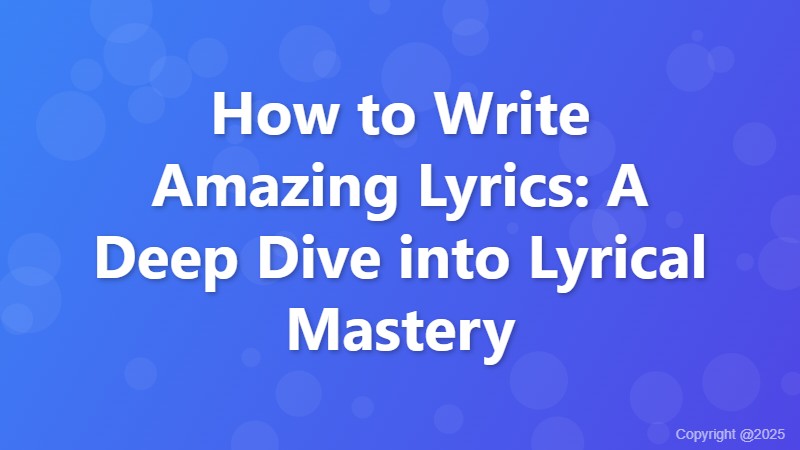 How to Write
Amazing Lyrics: A
Deep Dive into Lyrical
Mastery
Copyright @2025